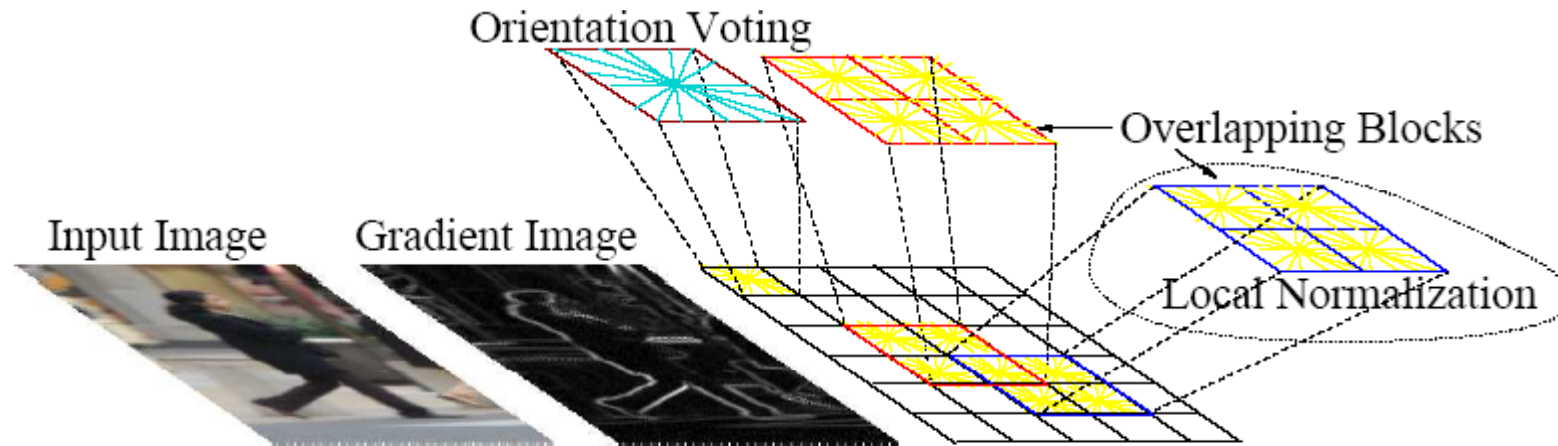 Orientation Voting
Overlapping Blocks
Input Image
Gradient Image
Local Normalization